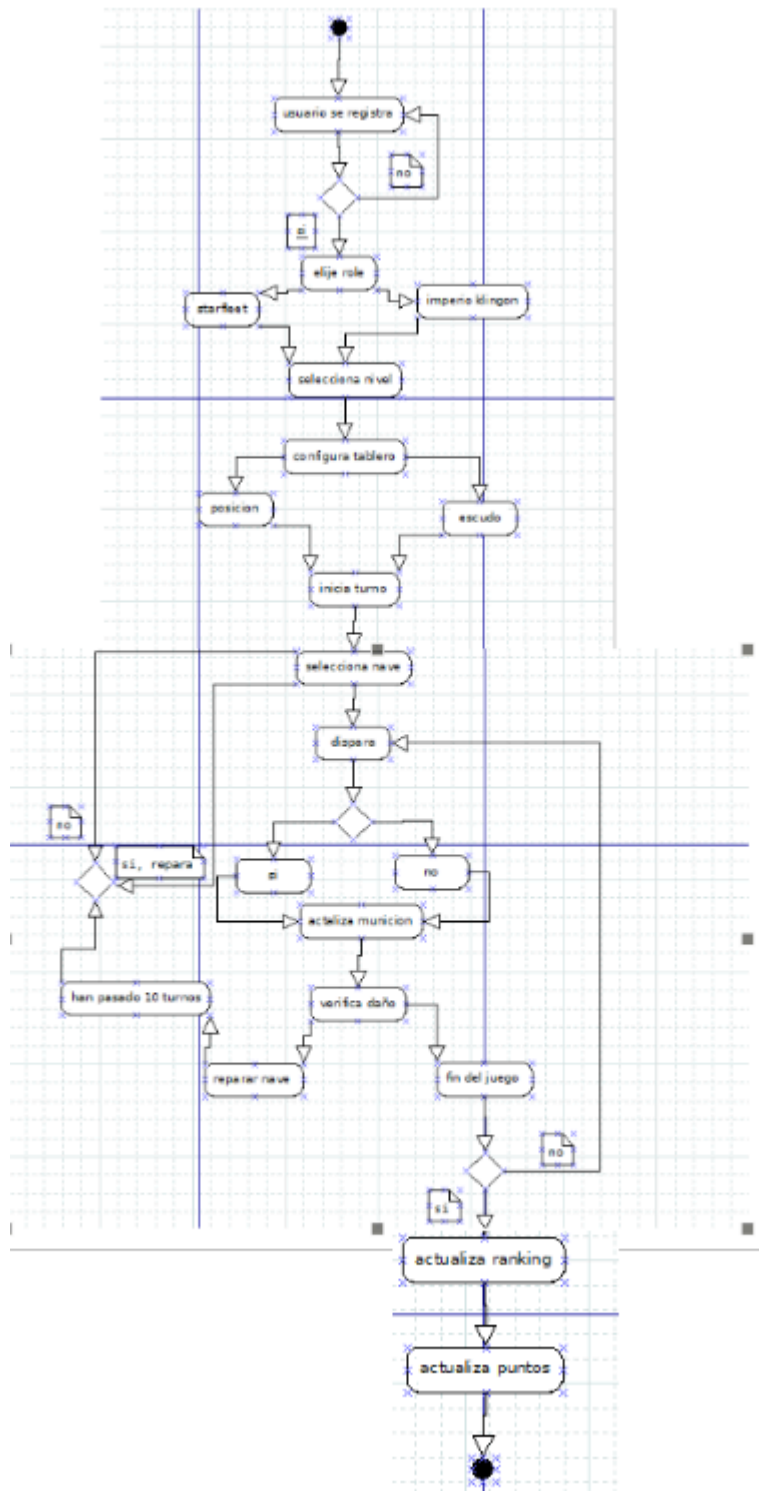 usuario se registra
no
si
elije role
starfleet
imperio klingon
selecciona nivel
configura tablero
posicion
escudo
inicia turno
selecciona nave
dispara
no
si, repara
si
no
actaliza municion
han pasado 10 turnos
verifica daño
reparar nave
fin del juego
no
si
actualiza ranking
actualiza puntos